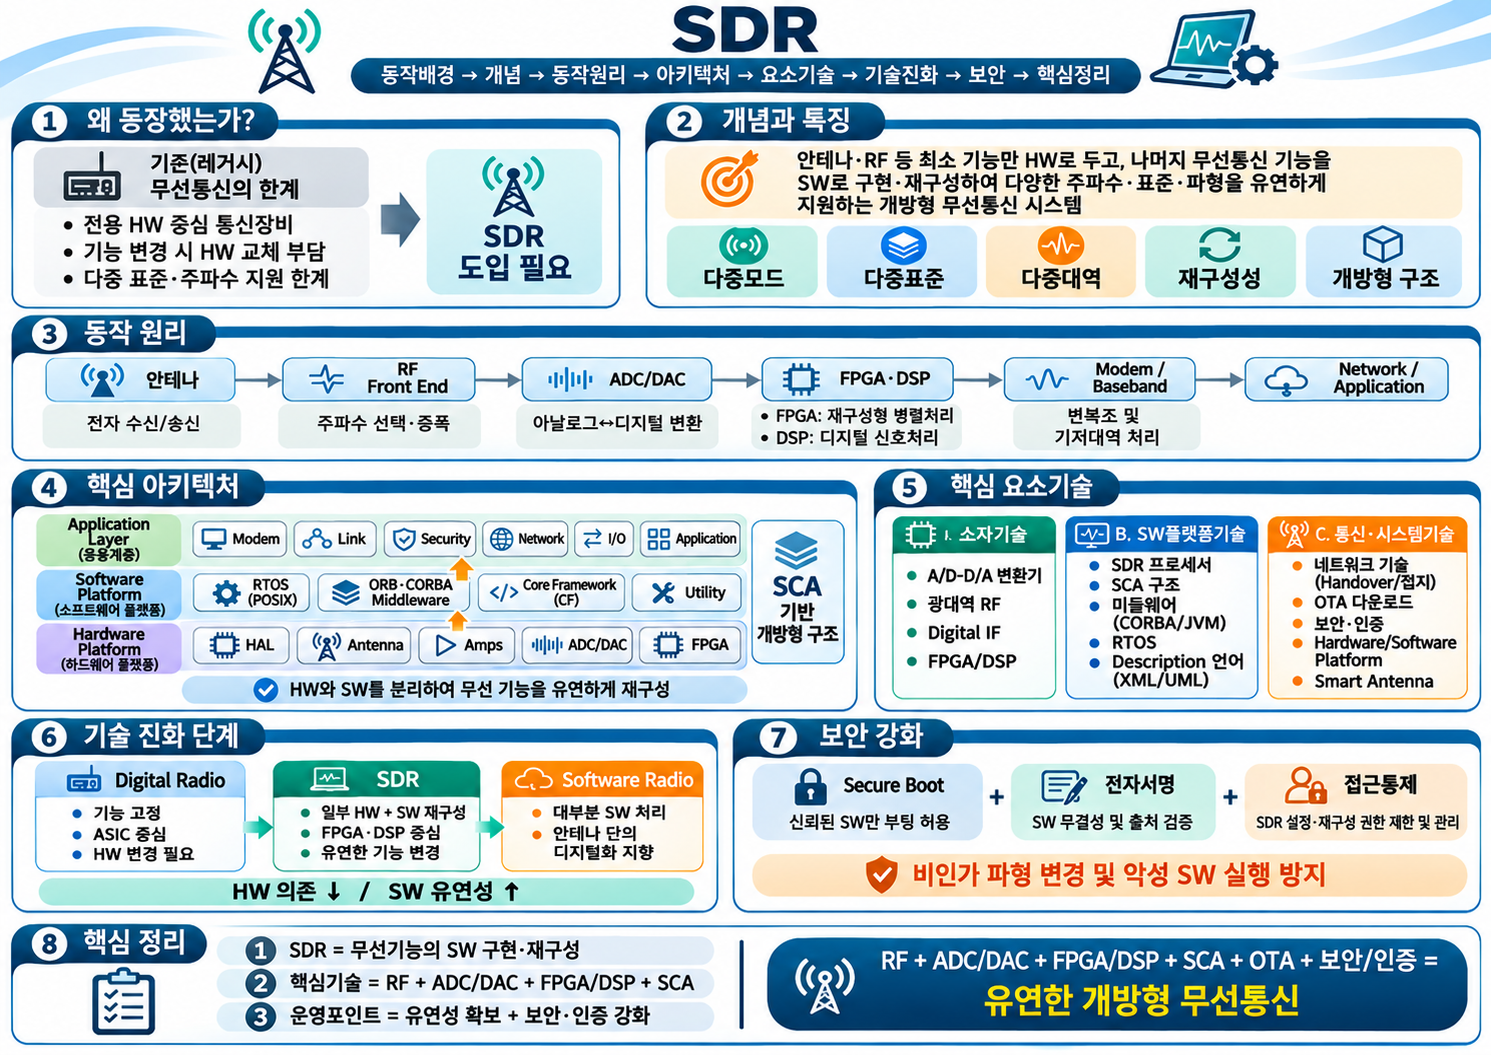 SDR
동작배경 → 개념 → 동작원리 → 아키텍처 → 요소기술 → 기술진화 → 보안 → 핵심정리
1 왜 동장했는가?
기존(레거시)
무선통신의 한계
• 전용 HW 중심 통신장비
• 기능 변경 시 HW 교체 부담
• 다중 표준·주파수 지원 한계
SDR
도입 필요
2 개념과 특징
안테나·RF 등 최소 기능만 HW로 두고, 나머지 무선통신 기능을
SW로 구현·재구성하여 다양한 주파수·표준·파형을 유연하게
지원하는 개방형 무선통신 시스템
다중모드
다중표준
다중대역
재구성성
개방형 구조
3 동작 원리
안테나
전자 수신/송신
RF
Front End
주파수 선택·증폭
ADC/DAC
아날로그↔디지털 변환
FPGA·DSP
• FPGA: 재구성형 병렬처리
• DSP: 디지털 신호처리
Modem /
Baseband
변복조 및
기저대역 처리
Network /
Application
4 핵심 아키텍처
Application
Layer
(응용계층)
Modem
Link
Security
Network
I/O
Application
Software
Platform
(소프트웨어 플랫폼)
RTOS
(POSIX)
ORB·CORBA
Middleware
</> Core Framework
(CF)
Utility
Hardware
Platform
(하드웨어 플랫폼)
HAL
Antenna
Amps
ADC/DAC
FPGA
HW와 SW를 분리하여 무선 기능을 유연하게 재구성
SCA
기반
개방형 구조
5 핵심 요소기술
소자기술
• A/D-D/A 변환기
• 광대역 RF
• Digital IF
• FPGA/DSP
B. SW플랫폼기술
• SDR 프로세서
• SCA 구조
• 미들웨어
(CORBA/JVM)
• RTOS
• Description 언어
(XML/UML)
C. 통신·시스템기술
• 네트워크 기술
(Handover/접지)
• OTA 다운로드
• 보안·인증
• Hardware/Software
Platform
• Smart Antenna
6 기술 진화 단계
Digital Radio
• 기능 고정
• ASIC 중심
• HW 변경 필요
SDR
• 일부 HW + SW 재구성
• FPGA·DSP 중심
• 유연한 기능 변경
Software Radio
• 대부분 SW 처리
• 안테나 단의
디지털화 지향
HW 의존 ↓ / SW 유연성 ↑
7 보안 강화
Secure Boot
신뢰된 SW만 부팅 허용
+
전자서명
SW 무결성 및 출처 검증
+
접근통제
SDR 설정·재구성 권한 제한 및 관리
비인가 파형 변경 및 악성 SW 실행 방지
8 핵심 정리
1 SDR = 무선기능의 SW 구현·재구성
2 핵심기술 = RF + ADC/DAC + FPGA/DSP + SCA
3 운영포인트 = 유연성 확보 + 보안·인증 강화
RF + ADC/DAC + FPGA/DSP + SCA + OTA + 보안/인증 =
유연한 개방형 무선통신